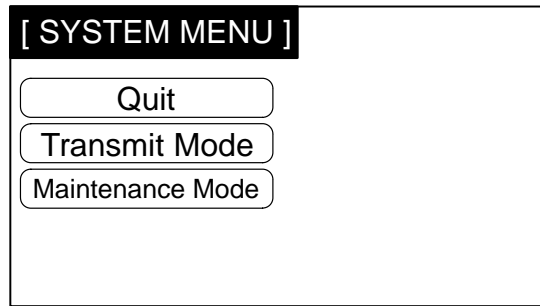 [ SYSTEM MENU ]
Quit
Transmit Mode
Maintenance Mode